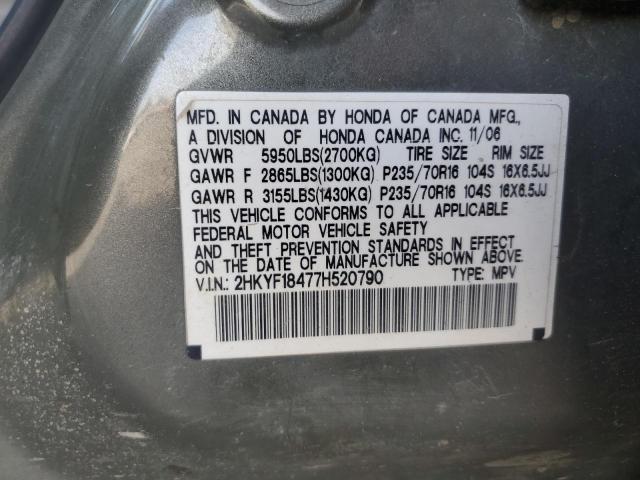 MFD. IN CANADA BY HONDA OF CANADA MFG.,
A DIVISION OF HONDA CANADA INC. 11/06
GVWR 5950LBS(2700KG) TIRE SIZE RIM SIZE
GAWR F 2865LBS(1300KG) P235/70R16 104S 16X6.5JJ
GAWR R 3155LBS(1430KG) P235/70R16 104S 16X6.5JJ
THIS VEHICLE CONFORMS TO ALL APPLICABLE
FEDERAL MOTOR VEHICLE SAFETY
AND THEFT PREVENTION STANDARDS IN EFFECT
ON THE DATE OF MANUFACTURE SHOWN ABOVE.
V.I.N.: 2HKYF18477H520790 TYPE: MPV